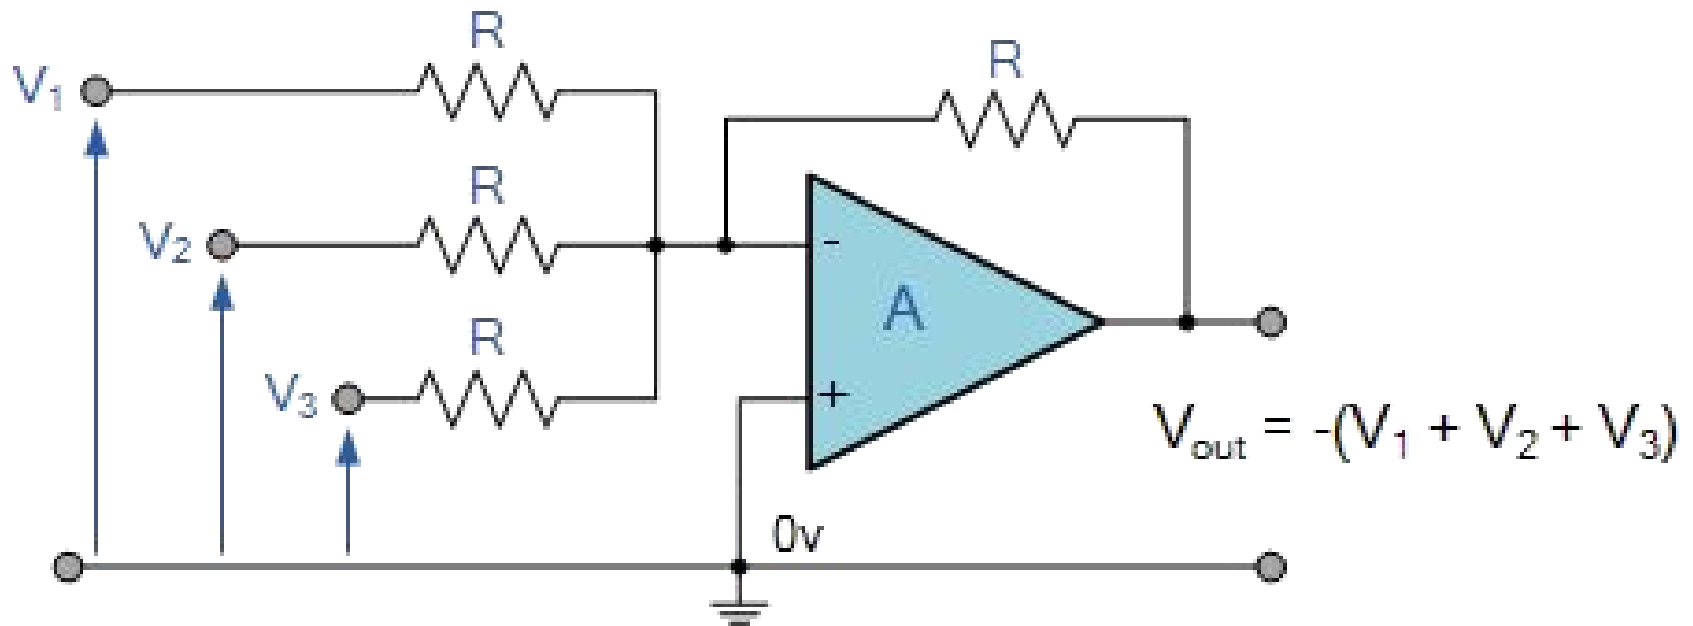 R
V₁
R
R
V₂
-
A
R
V₃
+
Vout = -(V₁ + V₂ + V₃)
0v